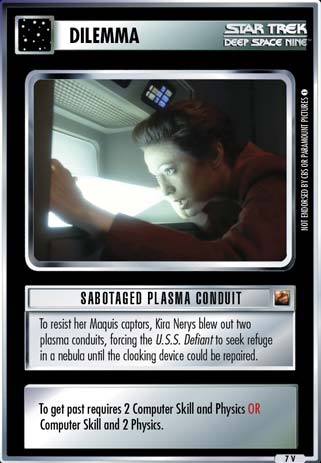 DILEMMA
STAR TREK
DEEP SPACE NINE
NOT ENDORSED BY CBS OR PARAMOUNT PICTURES
SABOTAGED PLASMA CONDUIT
To resist her Maquis captors, Kira Nerys blew out two
plasma conduits, forcing the U.S.S. Defiant to seek refuge
in a nebula until the cloaking device could be repaired.
To get past requires 2 Computer Skill and Physics OR
Computer Skill and 2 Physics.
7 V